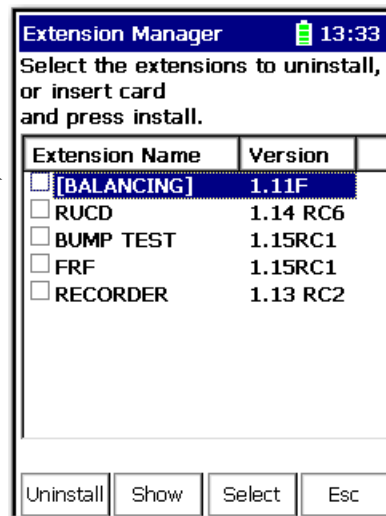 Extension Manager 13:33
Select the extensions to uninstall,
or insert card
and press install.
Extension Name Version
[BALANCING] 1.11F
RUCD 1.14 RC6
BUMP TEST 1.15RC1
FRF 1.15RC1
RECORDER 1.13 RC2
Uninstall Show Select Esc